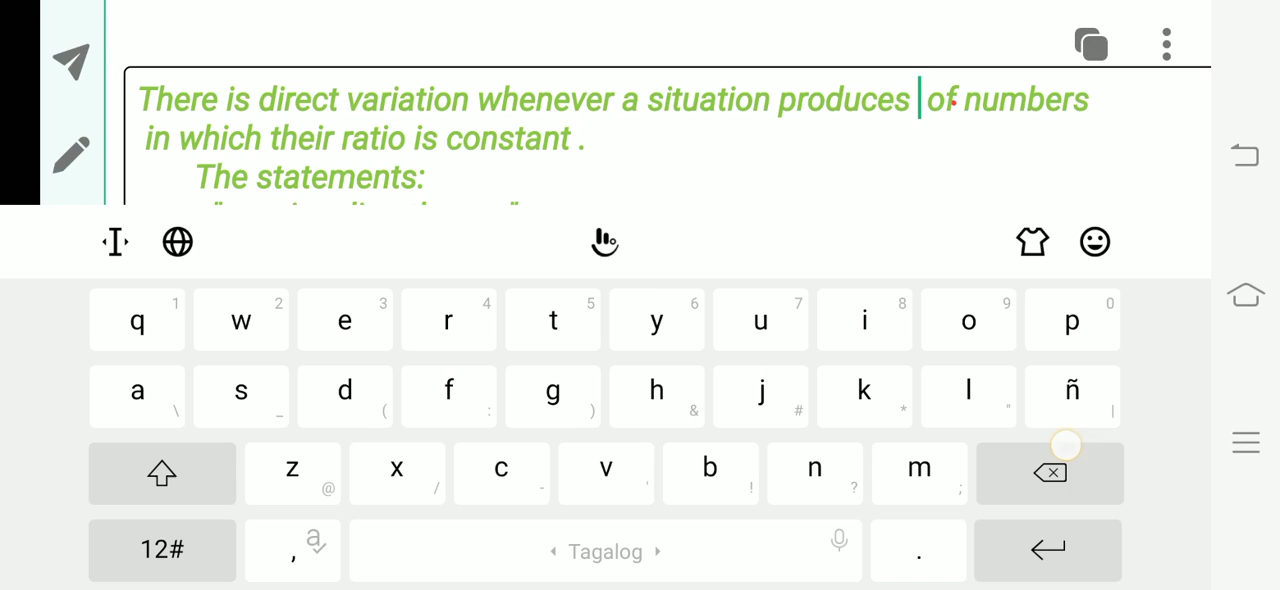 There is direct variation whenever a situation produces of numbers
in which their ratio is constant .
The statements:
q 1 w 2 e 3 r 4 t 5 y 6 u 7 i 8 o 9 p 0
a \ s _ d ( f : g ) h & j # k * l " ñ |
z @ x / c - v ' b ! n ? m ;
12# , a Tagalog .